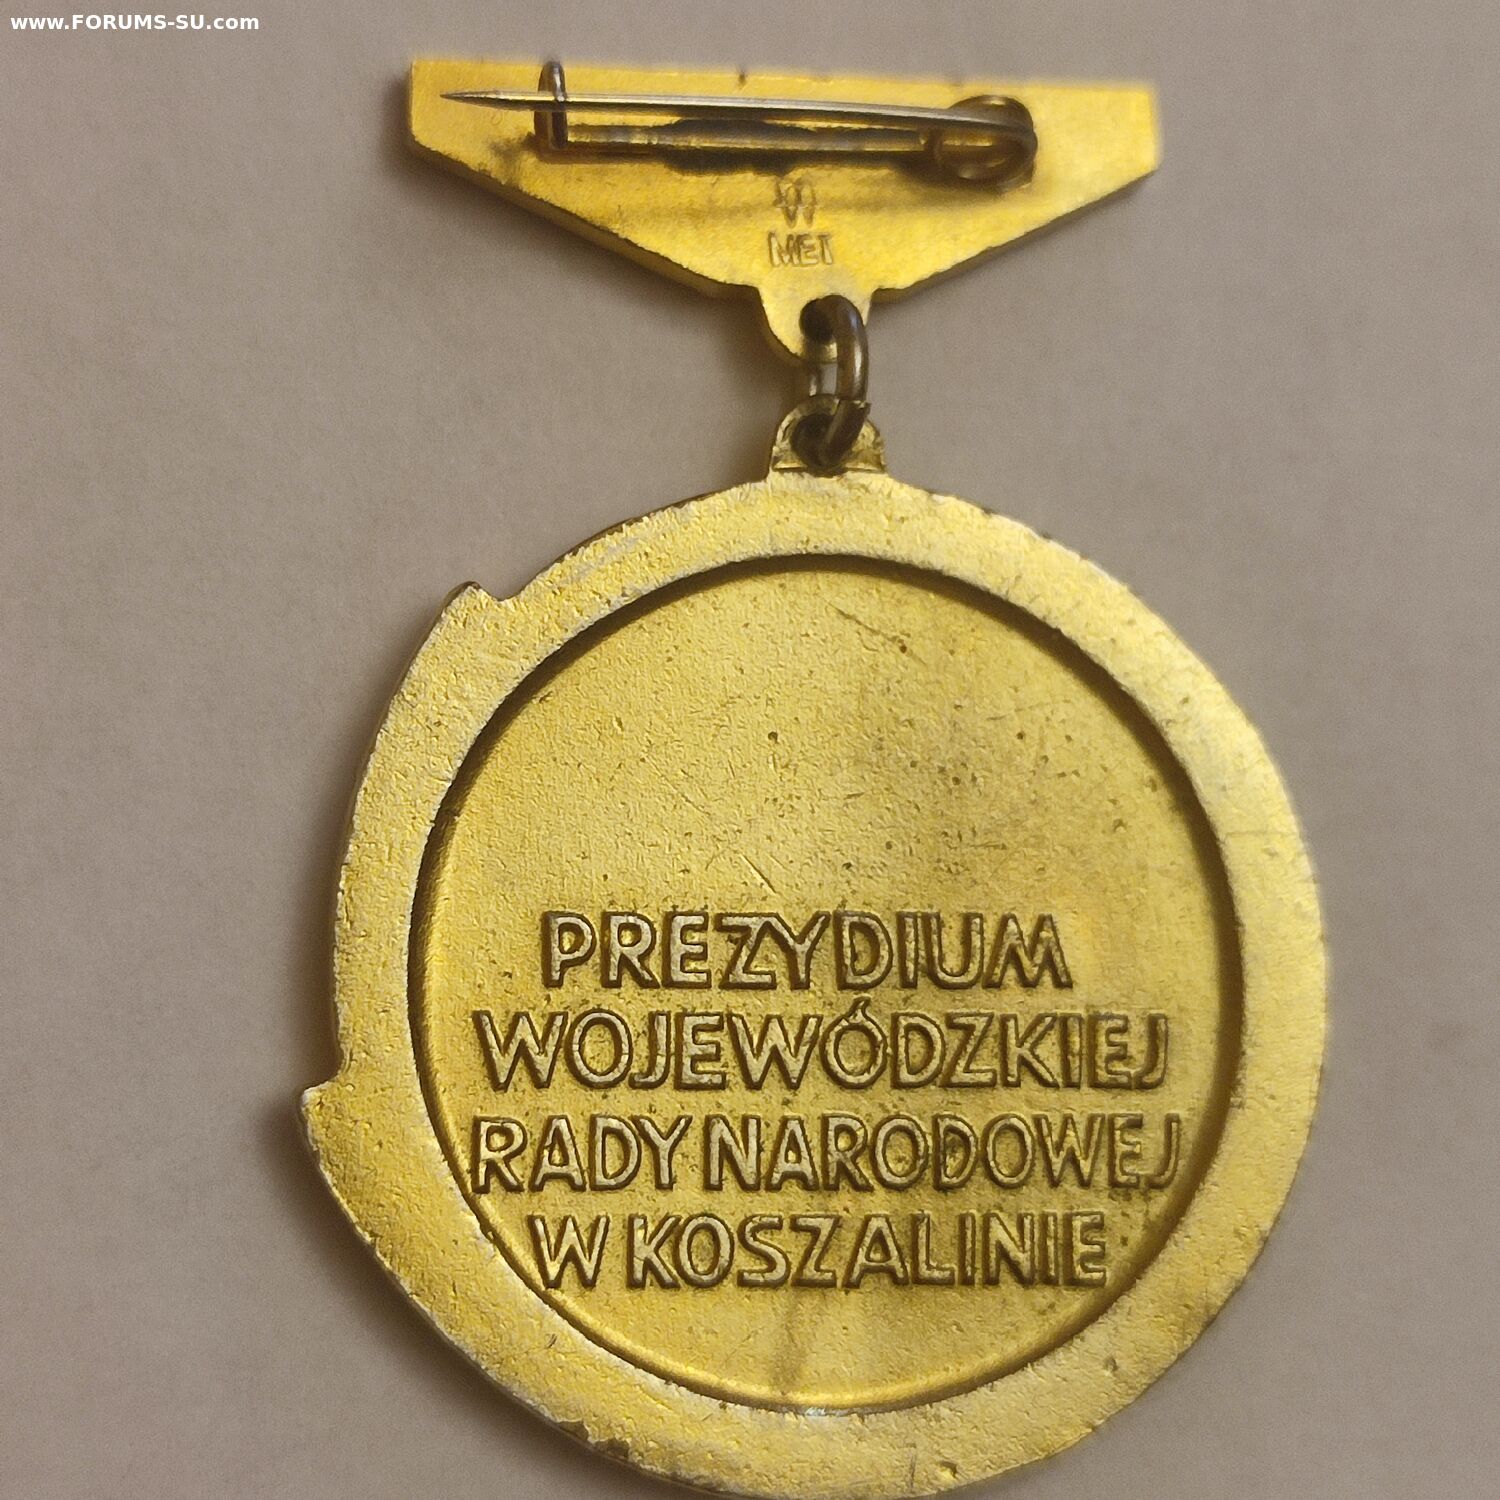 www.FORUMS-SU.com
MET
PREZYDIUM
WOJEWÓDZKIEJ
RADY NARODOWEJ
W KOSZALINIE